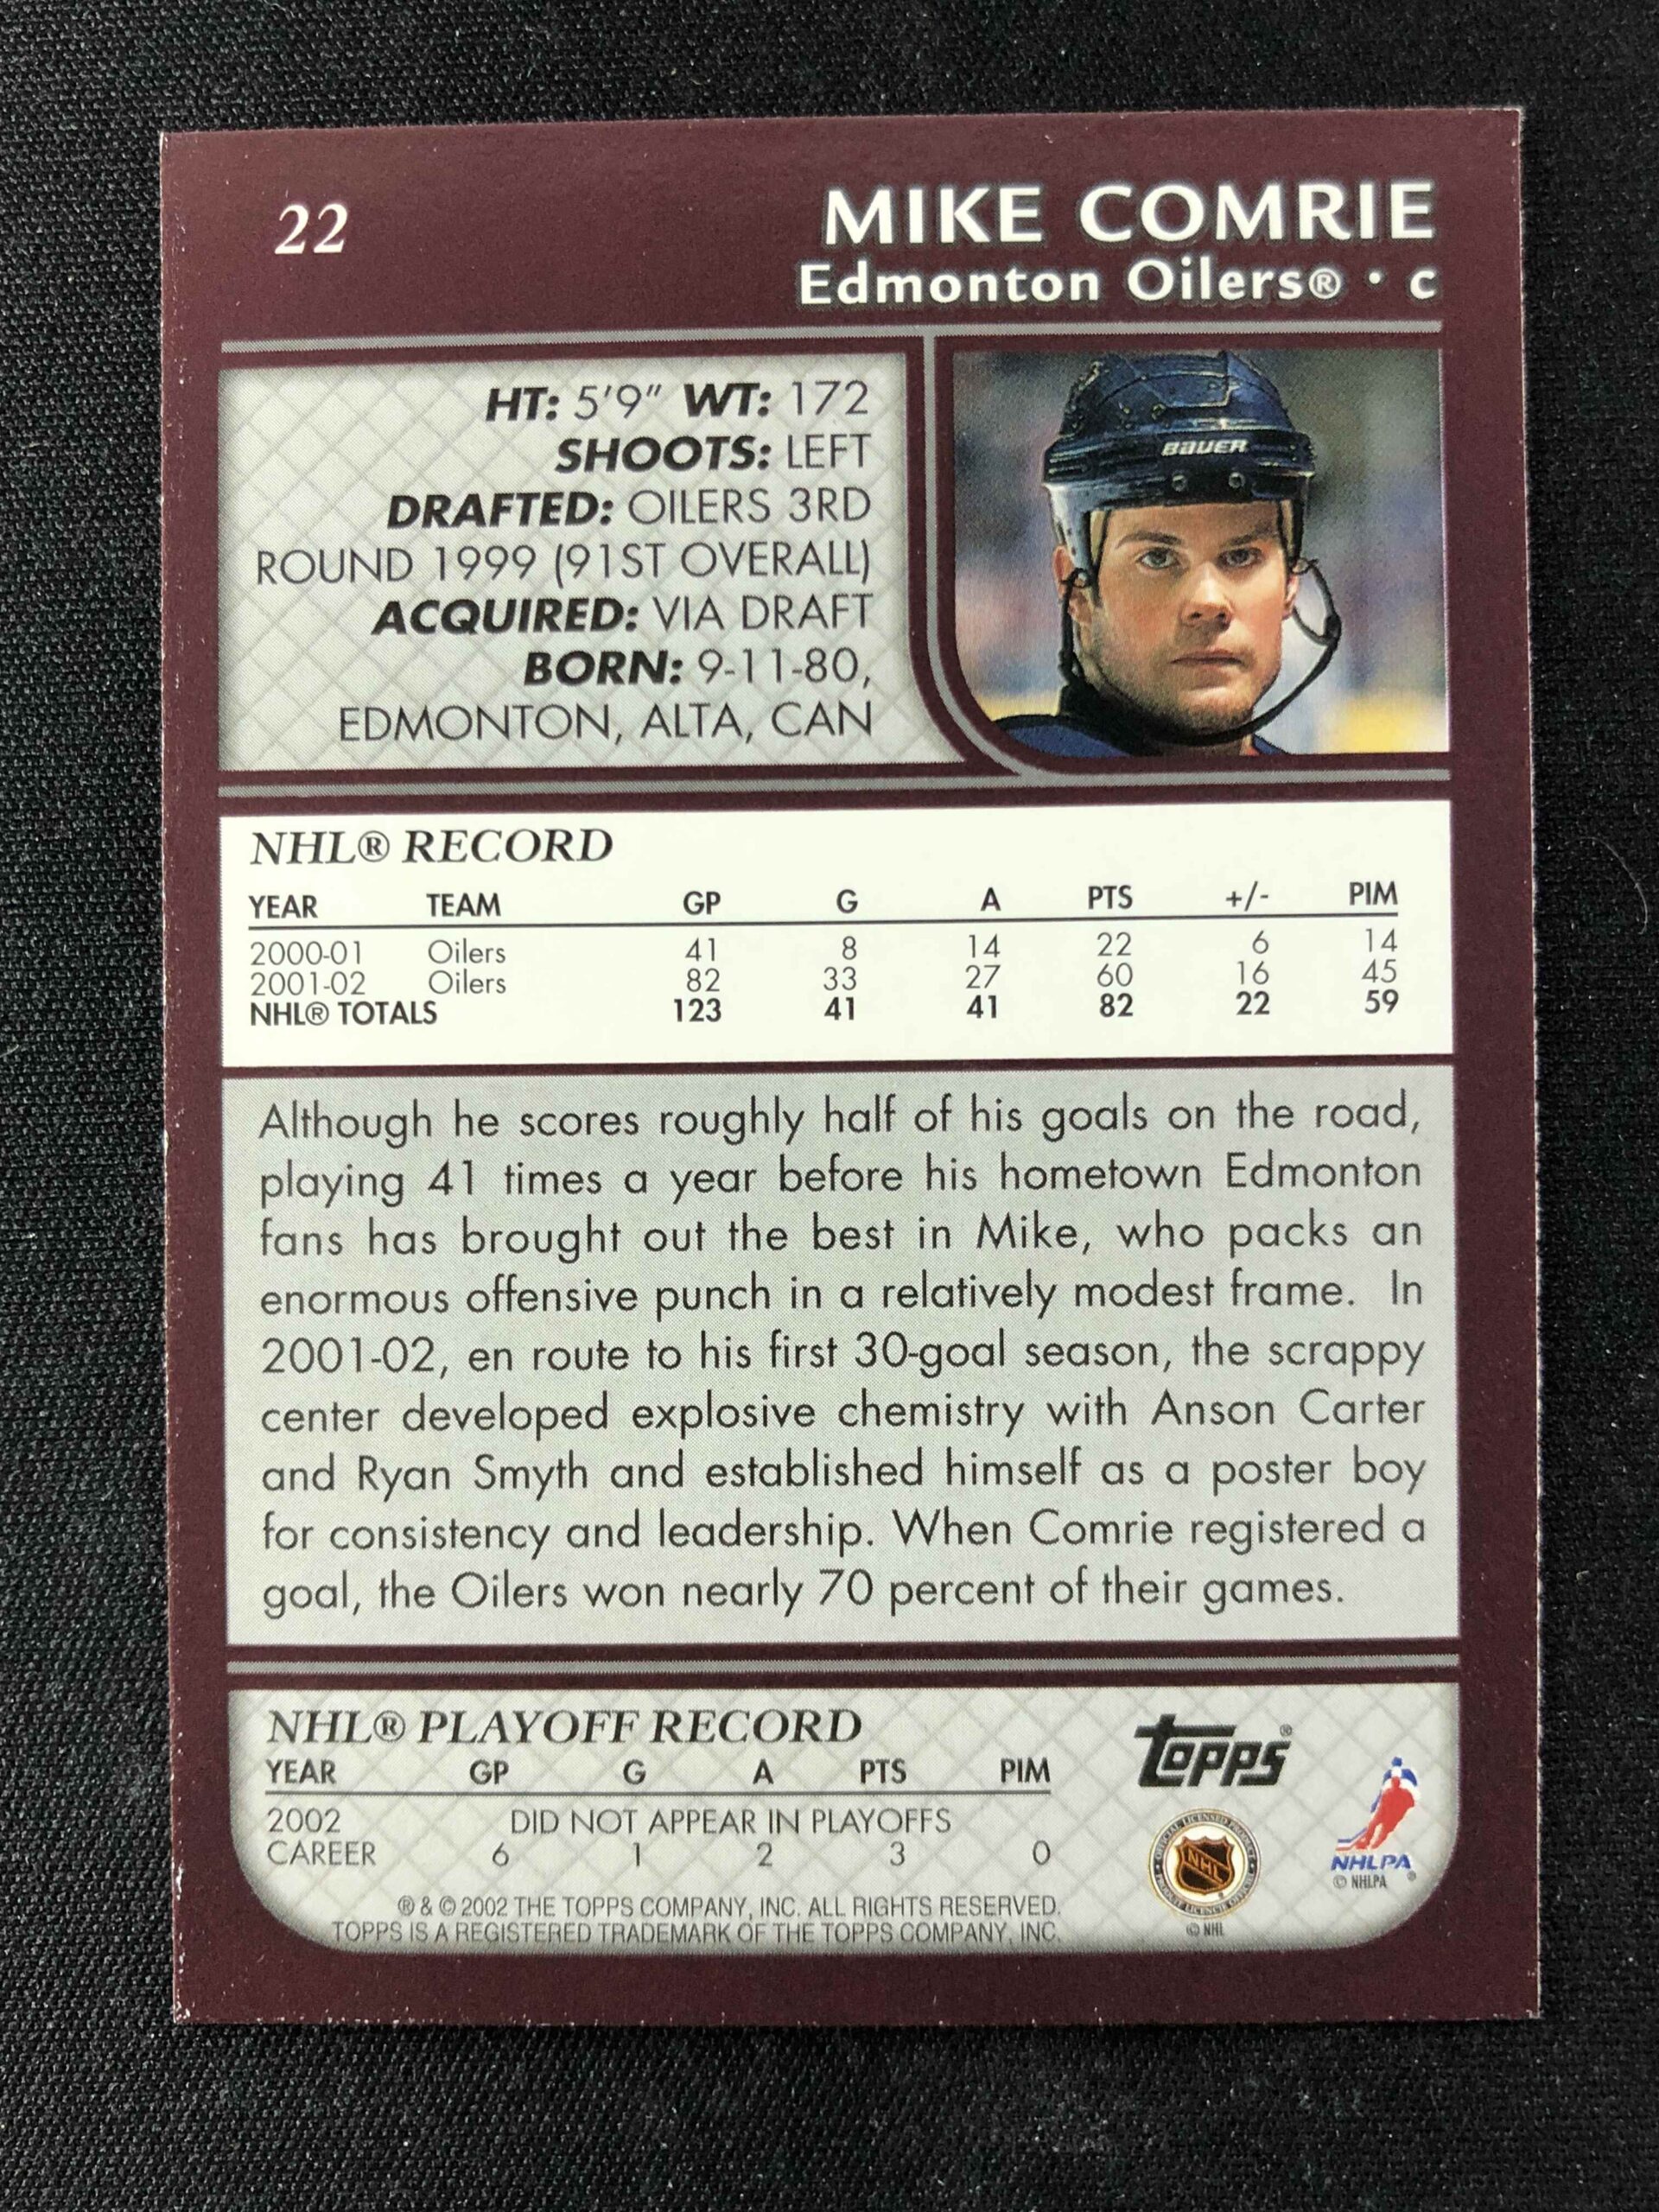 22
MIKE COMRIE
Edmonton Oilers® · C
HT: 5'9" WT: 172
SHOOTS: LEFT
DRAFTED: OILERS 3RD
ROUND 1999 (91ST OVERALL)
ACQUIRED: VIA DRAFT
BORN: 9-11-80,
EDMONTON, ALTA, CAN
BAUER
NHL® RECORD
YEAR TEAM GP G A PTS +/- PIM
2000-01 Oilers 41 8 14 22 6 14
2001-02 Oilers 82 33 27 60 16 45
NHL® TOTALS 123 41 41 82 22 59
Although he scores roughly half of his goals on the road,
playing 41 times a year before his hometown Edmonton
fans has brought out the best in Mike, who packs an
enormous offensive punch in a relatively modest frame. In
2001-02, en route to his first 30-goal season, the scrappy
center developed explosive chemistry with Anson Carter
and Ryan Smyth and established himself as a poster boy
for consistency and leadership. When Comrie registered a
goal, the Oilers won nearly 70 percent of their games.
NHL® PLAYOFF RECORD
YEAR GP G A PTS PIM
2002 DID NOT APPEAR IN PLAYOFFS
CAREER 6 1 2 3 0
® & © 2002 THE TOPPS COMPANY, INC. ALL RIGHTS RESERVED.
TOPPS IS A REGISTERED TRADEMARK OF THE TOPPS COMPANY, INC.
Topps®
OFFICIAL LICENSED PRODUCT
NHL
© NHL
NHLPA®
© NHLPA